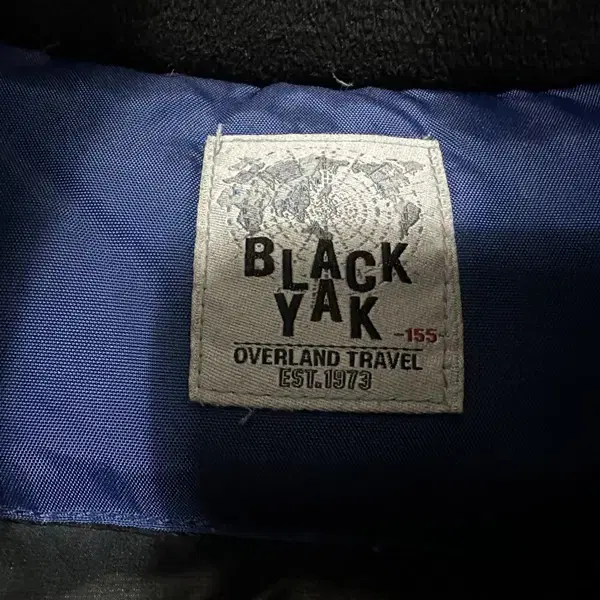 BLACK
YAK
-155-
OVERLAND TRAVEL
EST.1973